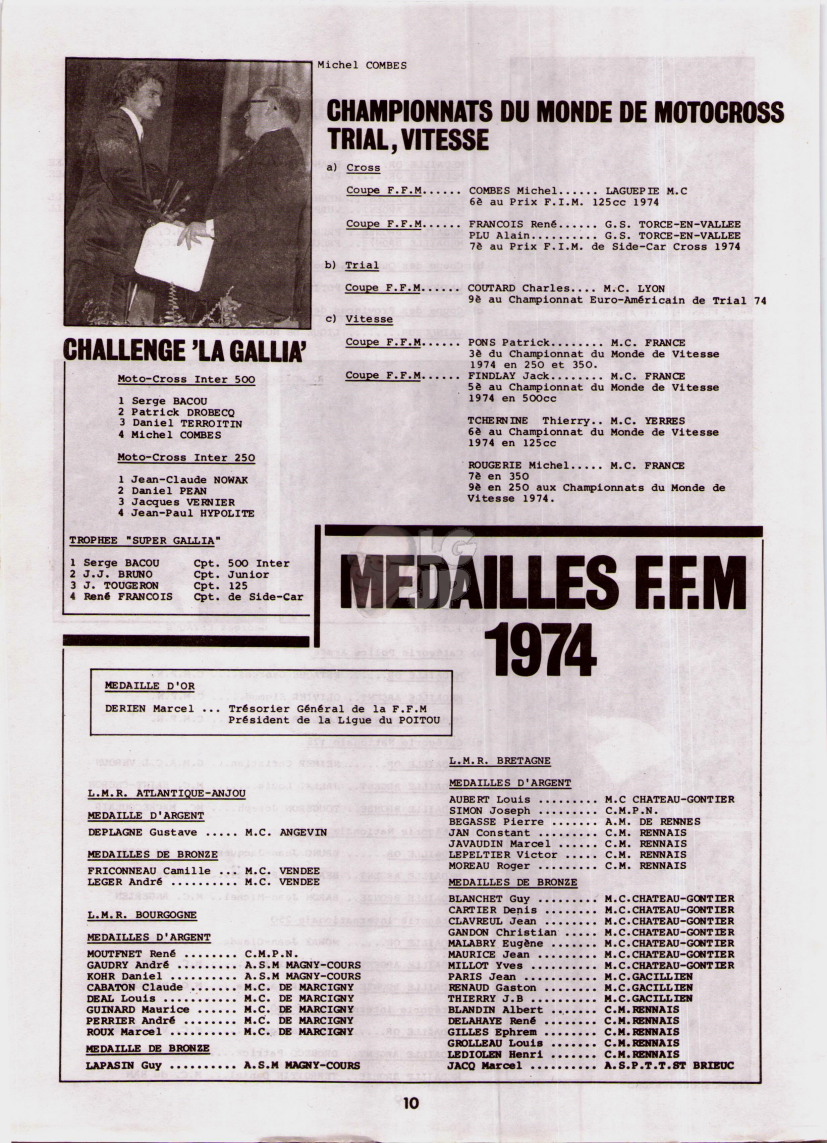 Michel COMBES
CHAMPIONNATS DU MONDE DE MOTOCROSS
TRIAL, VITESSE
a) Cross
Coupe F.F.M...... COMBES Michel...... LAGUEPIE M.C
6è au Prix F.I.M. 125cc 1974
Coupe F.F.M...... FRANCOIS René...... G.S. TORCE-EN-VALLEE
PLU Alain.......... G.S. TORCE-EN-VALLEE
7è au Prix F.I.M. de Side-Car Cross 1974
b) Trial
Coupe F.F.M...... COUTARD Charles.... M.C. LYON
9è au Championnat Euro-Américain de Trial 74
c) Vitesse
Coupe F.F.M...... PONS Patrick........ M.C. FRANCE
3è du Championnat du Monde de Vitesse
1974 en 250 et 350.
Coupe F.F.M...... FINDLAY Jack........ M.C. FRANCE
5è au Championnat du Monde de Vitesse
1974 en 500cc
TCHERNINE Thierry.. M.C. YERRES
6è au Championnat du Monde de Vitesse
1974 en 125cc
ROUGERIE Michel..... M.C. FRANCE
7è en 350
9è en 250 aux Championnats du Monde de
Vitesse 1974.
CHALLENGE 'LA GALLIA'
Moto-Cross Inter 500
1 Serge BACOU
2 Patrick DROBECQ
3 Daniel TERROITIN
4 Michel COMBES
Moto-Cross Inter 250
1 Jean-Claude NOWAK
2 Daniel PEAN
3 Jacques VERNIER
4 Jean-Paul HYPOLITE
TROPHEE "SUPER GALLIA"
1 Serge BACOU Cpt. 500 Inter
2 J.J. BRUNO Cpt. Junior
3 J. TOUGERON Cpt. 125
4 René FRANCOIS Cpt. de Side-Car
MEDAILLES F.F.M
1974
MEDAILLE D'OR
DERIEN Marcel ... Trésorier Général de la F.F.M
Président de la Ligue du POITOU
L.M.R. ATLANTIQUE-ANJOU
MEDAILLE D'ARGENT
DEPLAGNE Gustave ..... M.C. ANGEVIN
MEDAILLES DE BRONZE
FRICONNEAU Camille ... M.C. VENDEE
LEGER André .......... M.C. VENDEE
L.M.R. BOURGOGNE
MEDAILLES D'ARGENT
MOUTFNET René ........ C.M.P.N.
GAUDRY André ......... A.S.M MAGNY-COURS
KOHR Daniel .......... A.S.M MAGNY-COURS
CABATON Claude ....... M.C. DE MARCIGNY
DEAL Louis ........... M.C. DE MARCIGNY
GUINARD Maurice ...... M.C. DE MARCIGNY
PERRIER André ........ M.C. DE MARCIGNY
ROUX Marcel .......... M.C. DE MARCIGNY
MEDAILLE DE BRONZE
LAPASIN Guy .......... A.S.M MAGNY-COURS
L.M.R. BRETAGNE
MEDAILLES D'ARGENT
AUBERT Louis ......... M.C CHATEAU-GONTIER
SIMON Joseph ......... C.M.P.N.
BEGASSE Pierre ....... A.M. DE RENNES
JAN Constant ......... C.M. RENNAIS
JAVAUDIN Marcel ...... C.M. RENNAIS
LEPELTIER Victor ..... C.M. RENNAIS
MOREAU Roger ......... C.M. RENNAIS
MEDAILLES DE BRONZE
BLANCHET Guy ......... M.C.CHATEAU-GONTIER
CARTIER Denis ........ M.C.CHATEAU-GONTIER
CLAVREUL Jean ........ M.C.CHATEAU-GONTIER
GANDON Christian ..... M.C.CHATEAU-GONTIER
MALABRY Eugène ....... M.C.CHATEAU-GONTIER
MAURICE Jean ......... M.C.CHATEAU-GONTIER
MILLOT Yves .......... M.C.CHATEAU-GONTIER
PARIS Jean ........... M.C.GACILLIEN
RENAUD Gaston ........ M.C.GACILLIEN
THIERRY J.B .......... M.C.GACILLIEN
BLANDIN Albert ....... C.M.RENNAIS
DELAHAYE René ........ C.M.RENNAIS
GILLES Ephrem ........ C.M.RENNAIS
GROLLEAU Louis ....... C.M.RENNAIS
LEDIOLEN Henri ....... C.M.RENNAIS
JACQ Marcel .......... A.S.P.T.T.ST BRIEUC
10